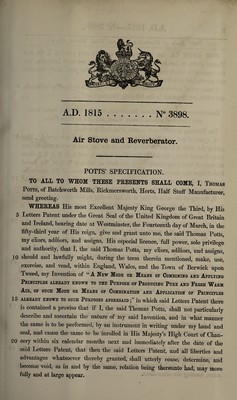 A.D. 1815 . . . . . . . Nº 3898.
Air Stove and Reverberator.
POTTS' SPECIFICATION.
TO ALL TO WHOM THESE PRESENTS SHALL COME, I, THOMAS
POTTS, of Batchworth Mills, Rickmersworth, Herts, Half Stuff Manufacturer,
send greeting.
WHEREAS His most Excellent Majesty King George the Third, by His
5 Letters Patent under the Great Seal of the United Kingdom of Great Britain
and Ireland, bearing date at Westminster, the Fourteenth day of March, in the
fifty-third year of His reign, give and grant unto me, the said Thomas Potts,
my exors, admors, and assigns, His especial licence, full power, sole privilege
and authority, that I, the said Thomas Potts, my exors, admors, and assigns,
10 should and lawfully might, during the term therein mentioned, make, use,
exercise, and vend, within England, Wales, and the Town of Berwick upon
Tweed, my Invention of "A NEW MODE OR MEANS OF COMBINING AND APPLYING
PRINCIPLES ALREADY KNOWN TO THE PURPOSE OF PRODUCING PURE AND FRESH WARM
AIR, OR SUCH MODE OR MEANS OF COMBINATION AND APPLICATION OF PRINCIPLES
15 ALREADY KNOWN TO SUCH PURPOSES AFORESAID;" in which said Letters Patent there
is contained a proviso that if I, the said Thomas Potts, shall not particularly
describe and ascertain the nature of my said Invention, and in what manner
the same is to be performed, by an instrument in writing under my hand and
seal, and cause the same to be inrolled in His Majesty's High Court of Chan-
20 cery within six calendar months next and immediately after the date of the
said Letters Patent, that then the said Letters Patent, and all liberties and
advantages whatsoever thereby granted, shall utterly cease, determine, and
become void, as in and by the same, relation being thereunto had, may more
fully and at large appear.